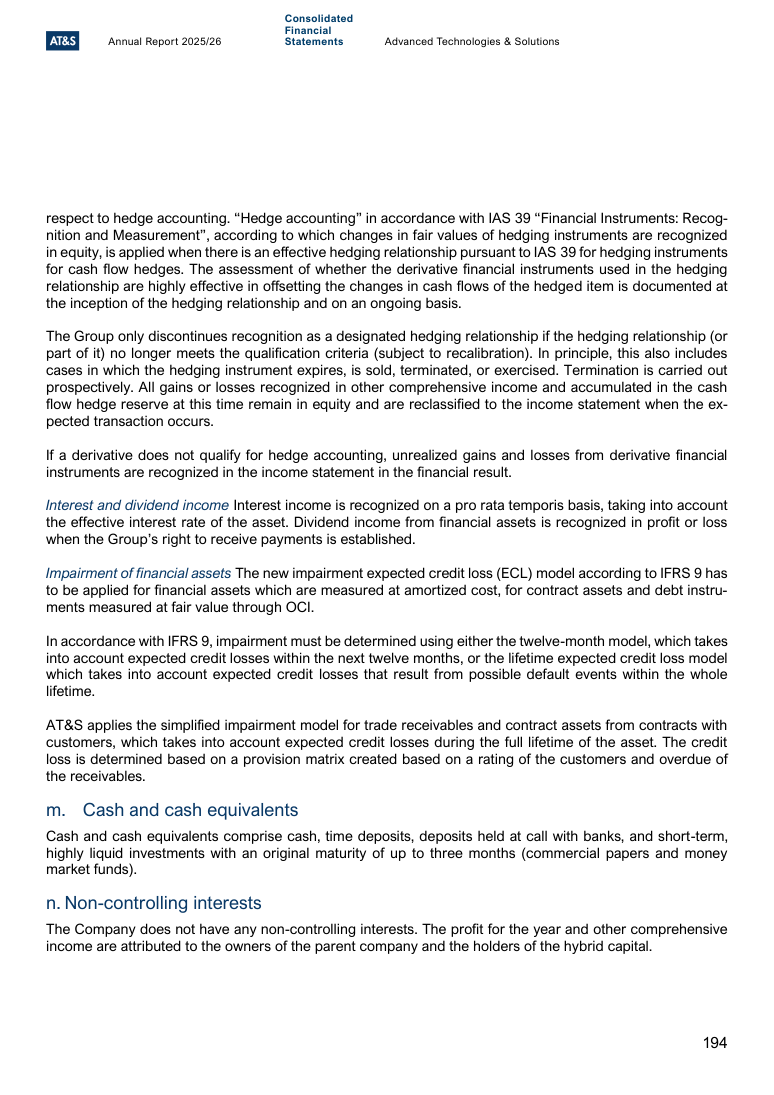 AT&S
Annual Report 2025/26
Consolidated
Financial
Statements
Advanced Technologies & Solutions
respect to hedge accounting. “Hedge accounting” in accordance with IAS 39 “Financial Instruments: Recog-
nition and Measurement”, according to which changes in fair values of hedging instruments are recognized
in equity, is applied when there is an effective hedging relationship pursuant to IAS 39 for hedging instruments
for cash flow hedges. The assessment of whether the derivative financial instruments used in the hedging
relationship are highly effective in offsetting the changes in cash flows of the hedged item is documented at
the inception of the hedging relationship and on an ongoing basis.
The Group only discontinues recognition as a designated hedging relationship if the hedging relationship (or
part of it) no longer meets the qualification criteria (subject to recalibration). In principle, this also includes
cases in which the hedging instrument expires, is sold, terminated, or exercised. Termination is carried out
prospectively. All gains or losses recognized in other comprehensive income and accumulated in the cash
flow hedge reserve at this time remain in equity and are reclassified to the income statement when the ex-
pected transaction occurs.
If a derivative does not qualify for hedge accounting, unrealized gains and losses from derivative financial
instruments are recognized in the income statement in the financial result.
Interest and dividend income Interest income is recognized on a pro rata temporis basis, taking into account
the effective interest rate of the asset. Dividend income from financial assets is recognized in profit or loss
when the Group’s right to receive payments is established.
Impairment of financial assets The new impairment expected credit loss (ECL) model according to IFRS 9 has
to be applied for financial assets which are measured at amortized cost, for contract assets and debt instru-
ments measured at fair value through OCI.
In accordance with IFRS 9, impairment must be determined using either the twelve-month model, which takes
into account expected credit losses within the next twelve months, or the lifetime expected credit loss model
which takes into account expected credit losses that result from possible default events within the whole
lifetime.
AT&S applies the simplified impairment model for trade receivables and contract assets from contracts with
customers, which takes into account expected credit losses during the full lifetime of the asset. The credit
loss is determined based on a provision matrix created based on a rating of the customers and overdue of
the receivables.
m. Cash and cash equivalents
Cash and cash equivalents comprise cash, time deposits, deposits held at call with banks, and short-term,
highly liquid investments with an original maturity of up to three months (commercial papers and money
market funds).
n. Non-controlling interests
The Company does not have any non-controlling interests. The profit for the year and other comprehensive
income are attributed to the owners of the parent company and the holders of the hybrid capital.
194